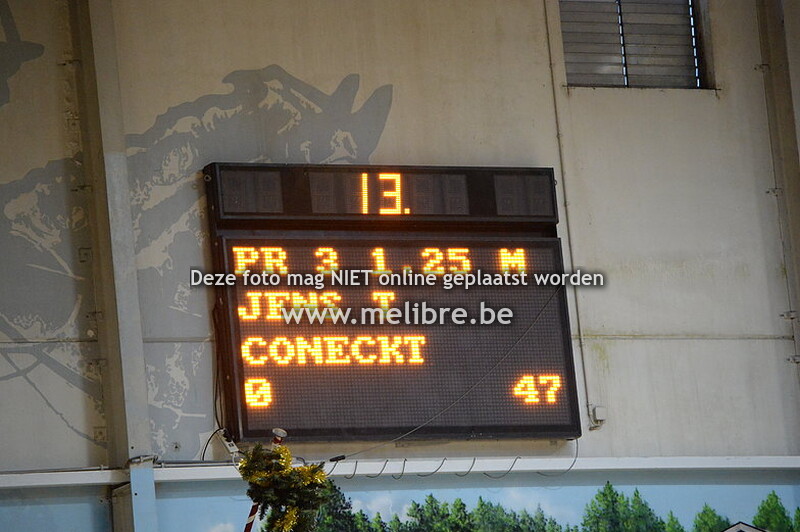 13.
PR 3 1.25 M
Deze foto mag NIET online geplaatst worden
JENS T
www.melibre.be
CONECKT
0 47